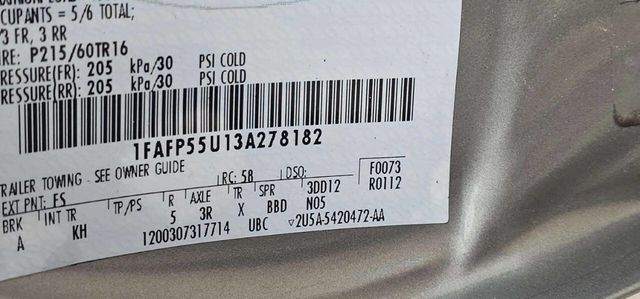 CUPANTS = 5/6 TOTAL;
3 FR, 3 RR
IRE: P215/60TR16
RESSURE(FR): 205 kPa/30 PSI COLD
RESSURE(RR): 205 kPa/30 PSI COLD
1FAFP55U13A278182
RAILER TOWING - SEE OWNER GUIDE
EXT PNT: FS RC: 58 DSO: F0073
BRK INT TR TP/PS R AXLE TR SPR 3DD12 R0112
A KH 5 3R X BBD N05
1200307317714 UBC ▽2U5A-5420472-AA